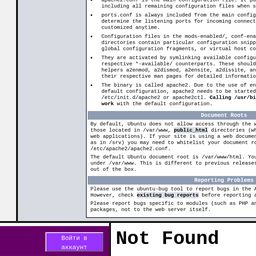 including all remaining configuration files when s
ports.conf is always included from the main config
determine the listening ports for incoming connect
customized anytime.
Configuration files in the mods-enabled/, conf-ena
directories contain particular configuration snipp
global configuration fragments, or virtual host co
They are activated by symlinking available configu
respective *-available/ counterparts. These should
helpers a2enmod, a2dismod, a2ensite, a2dissite, an
their respective man pages for detailed informatio
The binary is called apache2. Due to the use of en
default configuration, apache2 needs to be started
/etc/init.d/apache2 or apache2ctl. Calling /usr/bi
work with the default configuration.
Document Roots
By default, Ubuntu does not allow access through the w
those located in /var/www, public_html directories (wh
web applications). If your site is using a web documen
as in /srv) you may need to whitelist your document ro
/etc/apache2/apache2.conf.
The default Ubuntu document root is /var/www/html. You
under /var/www. This is different to previous releases
out of the box.
Reporting Problems
Please use the ubuntu-bug tool to report bugs in the A
However, check existing bug reports before reporting a
Please report bugs specific to modules (such as PHP an
packages, not to the web server itself.
Войти в
аккаунт
Not Found